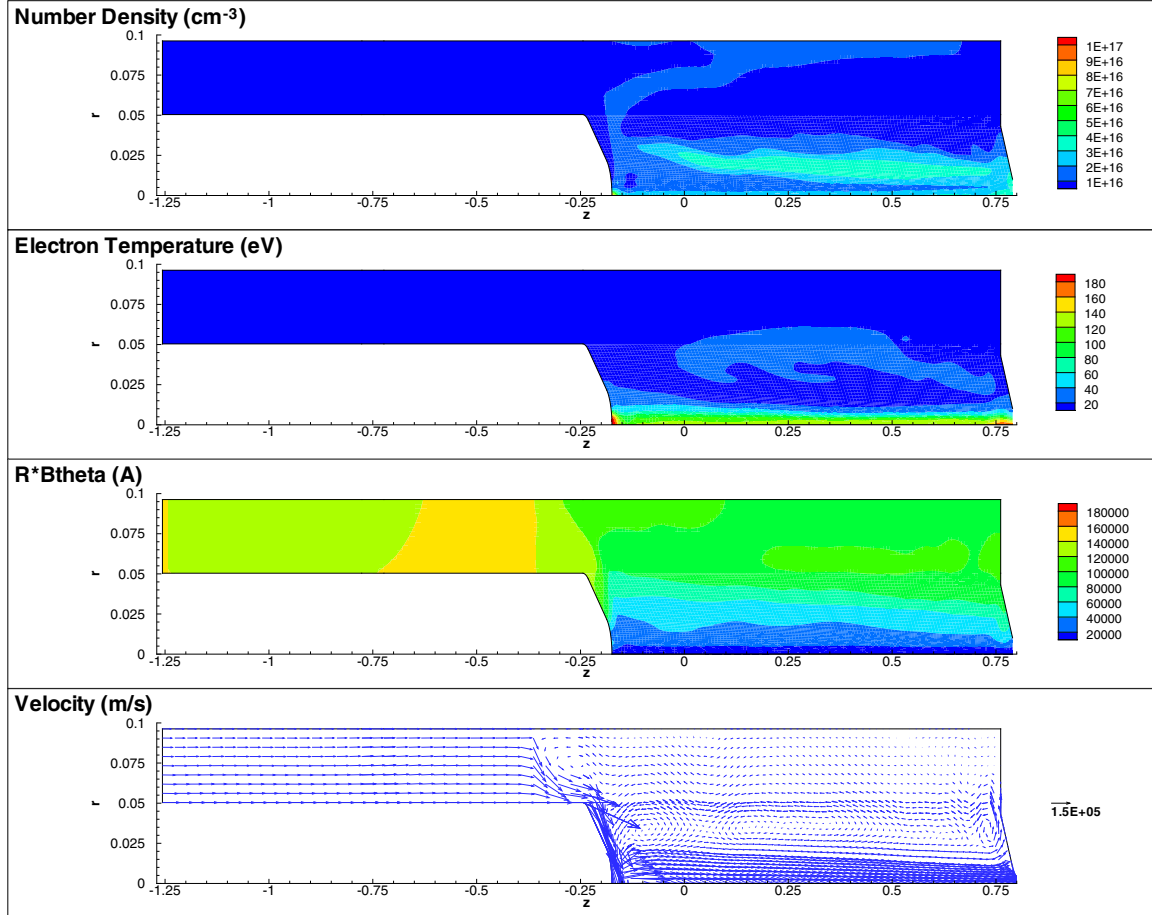 Number Density (cm-3)
0.1
0.075
0.05
0.025
0
r
-1.25 -1 -0.75 -0.5 -0.25 0 0.25 0.5 0.75
z
1E+17
9E+16
8E+16
7E+16
6E+16
5E+16
4E+16
3E+16
2E+16
1E+16
Electron Temperature (eV)
0.1
0.075
0.05
0.025
0
r
-1.25 -1 -0.75 -0.5 -0.25 0 0.25 0.5 0.75
z
180
160
140
120
100
80
60
40
20
R*Btheta (A)
0.1
0.075
0.05
0.025
0
r
-1.25 -1 -0.75 -0.5 -0.25 0 0.25 0.5 0.75
z
180000
160000
140000
120000
100000
80000
60000
40000
20000
Velocity (m/s)
0.1
0.075
0.05
0.025
0
r
-1.25 -1 -0.75 -0.5 -0.25 0 0.25 0.5 0.75
z
1.5E+05